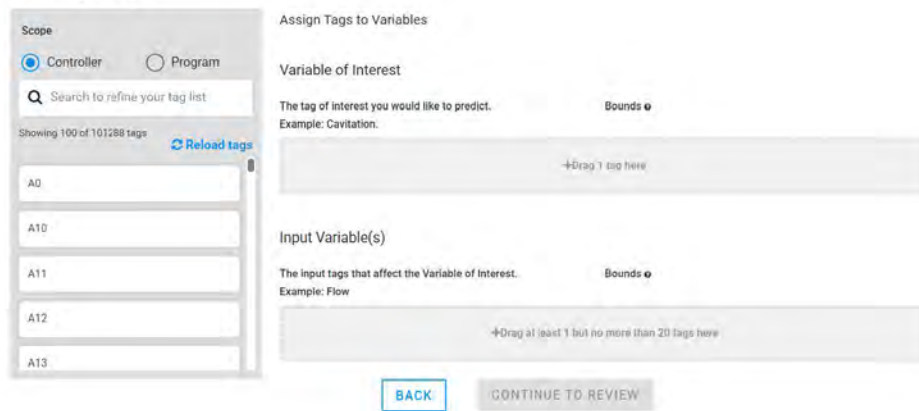 Scope
Controller
Program
Search to refine your tag list
Showing 100 of 101288 tags
Reload tags
A0
A10
A11
A12
A13
Assign Tags to Variables
Variable of Interest
The tag of interest you would like to predict.
Bounds
Example: Cavitation.
+Drag 1 tag here
Input Variable(s)
The input tags that affect the Variable of Interest.
Bounds
Example: Flow
+Drag at least 1 but no more than 20 tags here
BACK
CONTINUE TO REVIEW